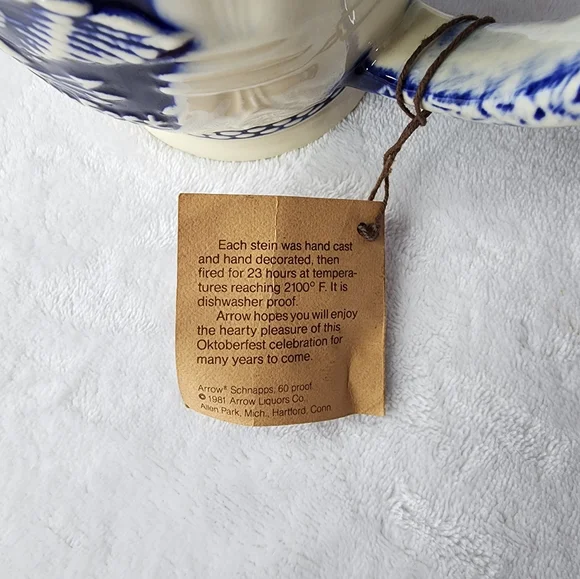 Each stein was hand cast
and hand decorated, then
fired for 23 hours at tempera-
tures reaching 2100° F. It is
dishwasher proof.
Arrow hopes you will enjoy
the hearty pleasure of this
Oktoberfest celebration for
many years to come.
Arrow® Schnapps, 60 proof
© 1981 Arrow Liquors Co.
Allen Park, Mich., Hartford, Conn.